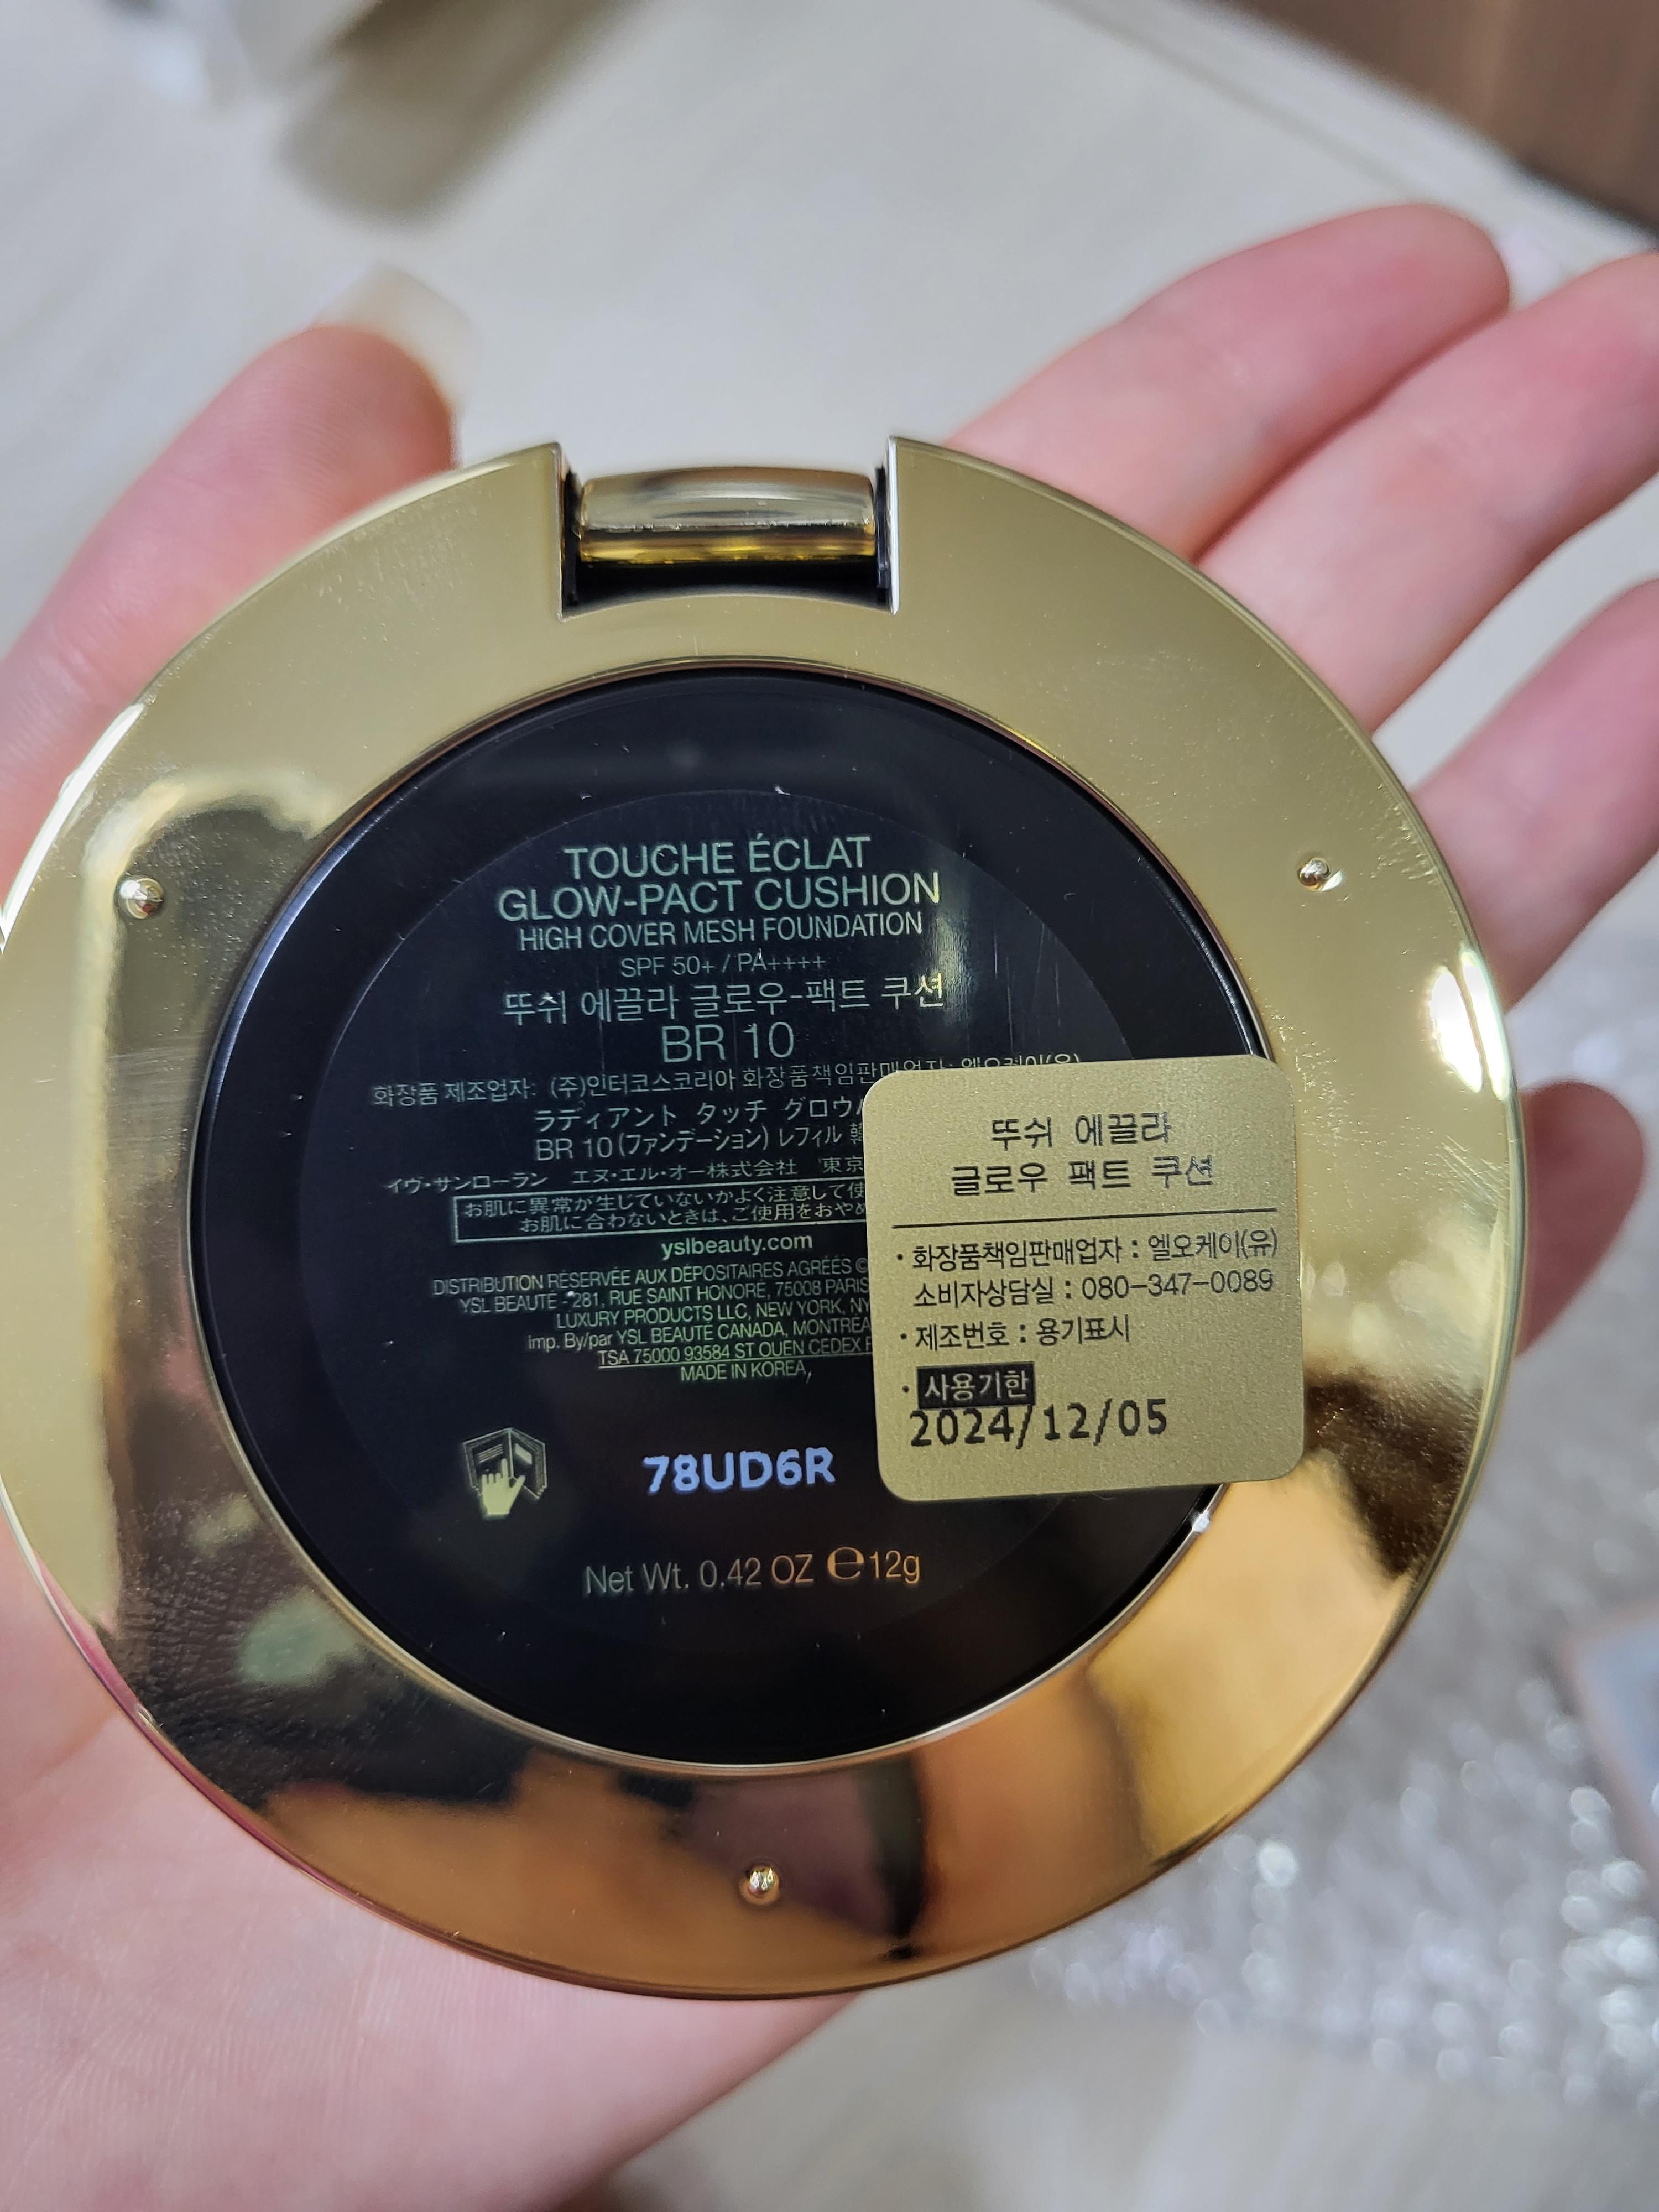 TOUCHE ÉCLAT
GLOW-PACT CUSHION
HIGH COVER MESH FOUNDATION
SPF 50+ / PA++++
뚜쉬 에끌라 글로우-팩트 쿠션
BR 10
화장품 제조업자: (주)인터코스코리아 화장품책임판매업자: 엘오케이(유)
ラディアント タッチ グロウ
BR 10 (ファンデーション) レフィル 韓
イヴ・サンローラン エヌ・エル・オー株式会社 東京
お肌に異常が生じていないかよく注意して使
お肌に合わないときは、ご使用をおやめ
yslbeauty.com
DISTRIBUTION RÉSERVÉE AUX DÉPOSITAIRES AGRÉÉS ©
YSL BEAUTÉ - 281, RUE SAINT HONORÉ, 75008 PARIS
LUXURY PRODUCTS LLC, NEW YORK, NY
imp. By/par YSL BEAUTÉ CANADA, MONTREA
TSA 75000 93584 ST OUEN CEDEX F
MADE IN KOREA,
78UD6R
Net Wt. 0.42 OZ ℮ 12g
뚜쉬 에끌라
글로우 팩트 쿠션
· 화장품책임판매업자 : 엘오케이(유)
소비자상담실 : 080-347-0089
· 제조번호 : 용기표시
· 사용기한
2024/12/05